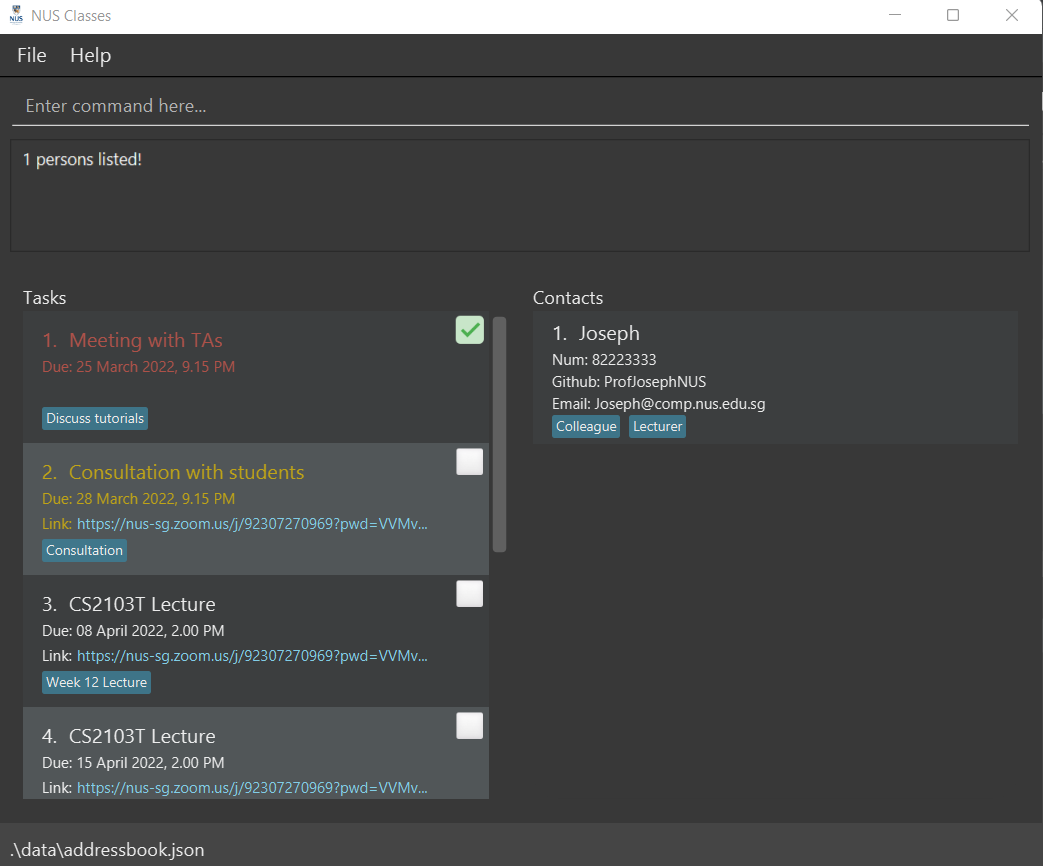 NUS NUS Classes
File Help
Enter command here...
1 persons listed!
Tasks
1. Meeting with TAs
Due: 25 March 2022, 9.15 PM
Discuss tutorials
2. Consultation with students
Due: 28 March 2022, 9.15 PM
Link: https://nus-sg.zoom.us/j/92307270969?pwd=VVMv...
Consultation
3. CS2103T Lecture
Due: 08 April 2022, 2.00 PM
Link: https://nus-sg.zoom.us/j/92307270969?pwd=VVMv...
Week 12 Lecture
4. CS2103T Lecture
Due: 15 April 2022, 2.00 PM
Link: https://nus-sg.zoom.us/j/92307270969?pwd=VVMv...
Contacts
1. Joseph
Num: 82223333
Github: ProfJosephNUS
Email: Joseph@comp.nus.edu.sg
Colleague Lecturer
.\data\addressbook.json